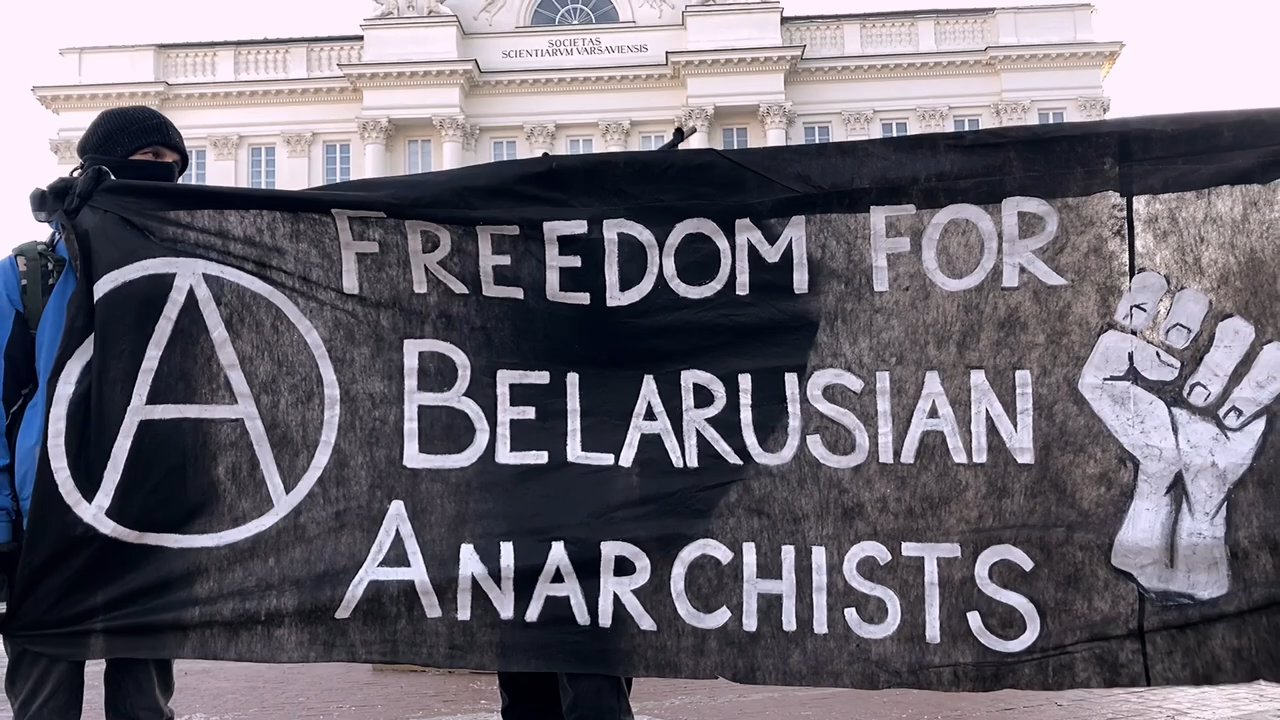 SOCIETAS
SCIENTIARVM VARSAVIENSIS
FREEDOM FOR
BELARUSIAN
ANARCHISTS